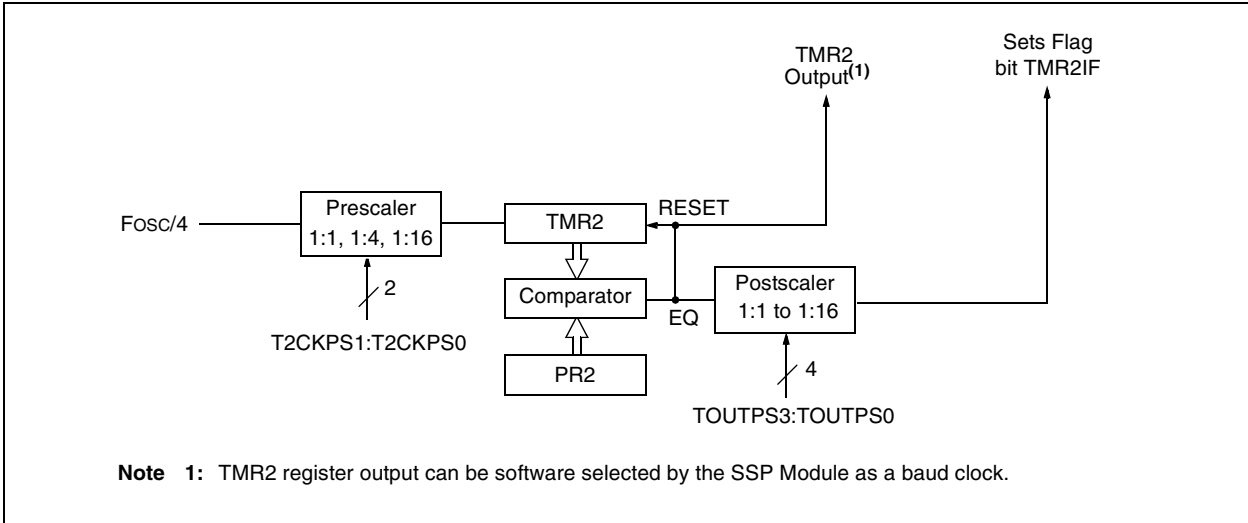 TMR2
Output(1)
Sets Flag
bit TMR2IF
FOSC/4
Prescaler
1:1, 1:4, 1:16
2
T2CKPS1:T2CKPS0
TMR2
RESET
Comparator
EQ
PR2
Postscaler
1:1 to 1:16
4
TOUTPS3:TOUTPS0
Note 1: TMR2 register output can be software selected by the SSP Module as a baud clock.